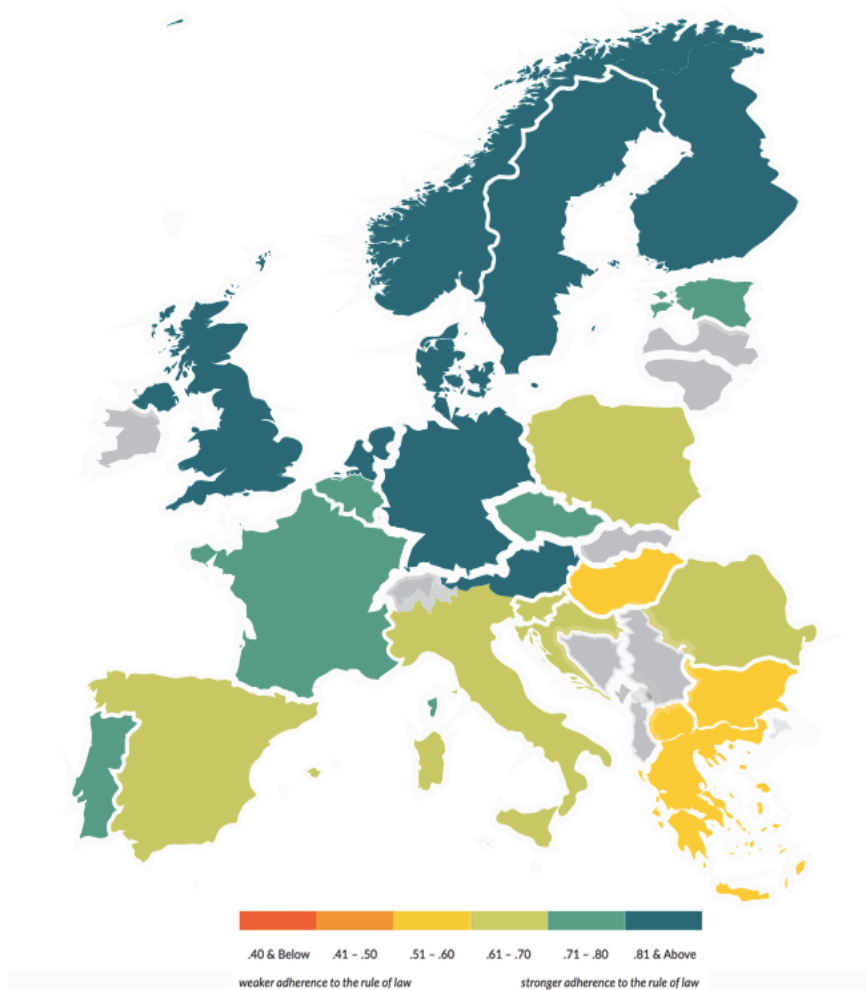 .40 & Below .41 – .50 .51 – .60 .61 – .70 .71 – .80 .81 & Above
weaker adherence to the rule of law stronger adherence to the rule of law